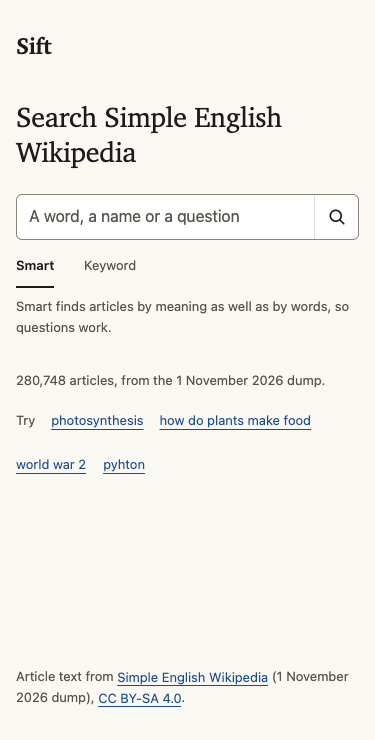 Sift
Search Simple English
Wikipedia
A word, a name or a question
Smart Keyword
Smart finds articles by meaning as well as by words, so
questions work.
280,748 articles, from the 1 November 2026 dump.
Try photosynthesis how do plants make food
world war 2 pyhton
Article text from Simple English Wikipedia (1 November
2026 dump), CC BY-SA 4.0.